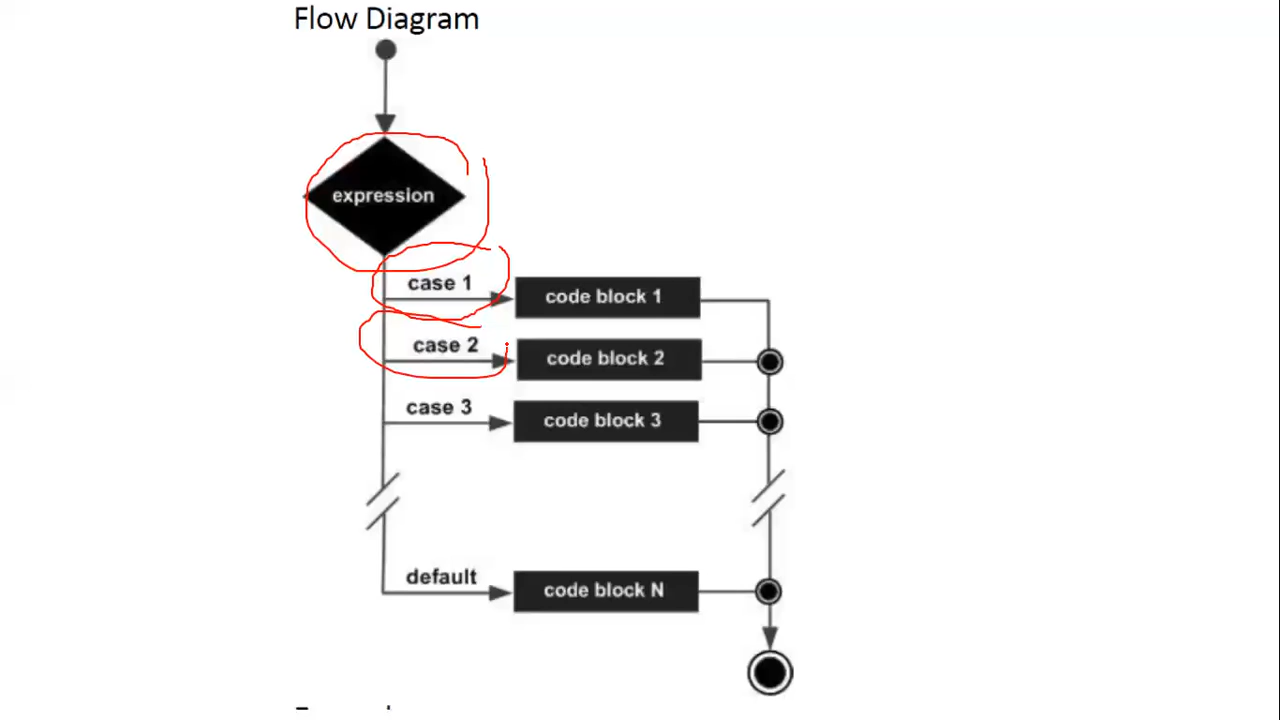 Flow Diagram
expression
case 1
code block 1
case 2
code block 2
case 3
code block 3
default
code block N